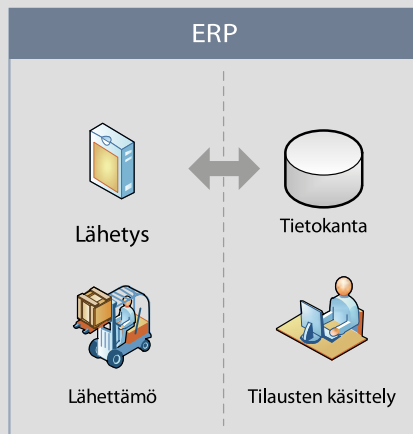 ERP
Lähetys
Tietokanta
Lähettämö
Tilausten käsittely